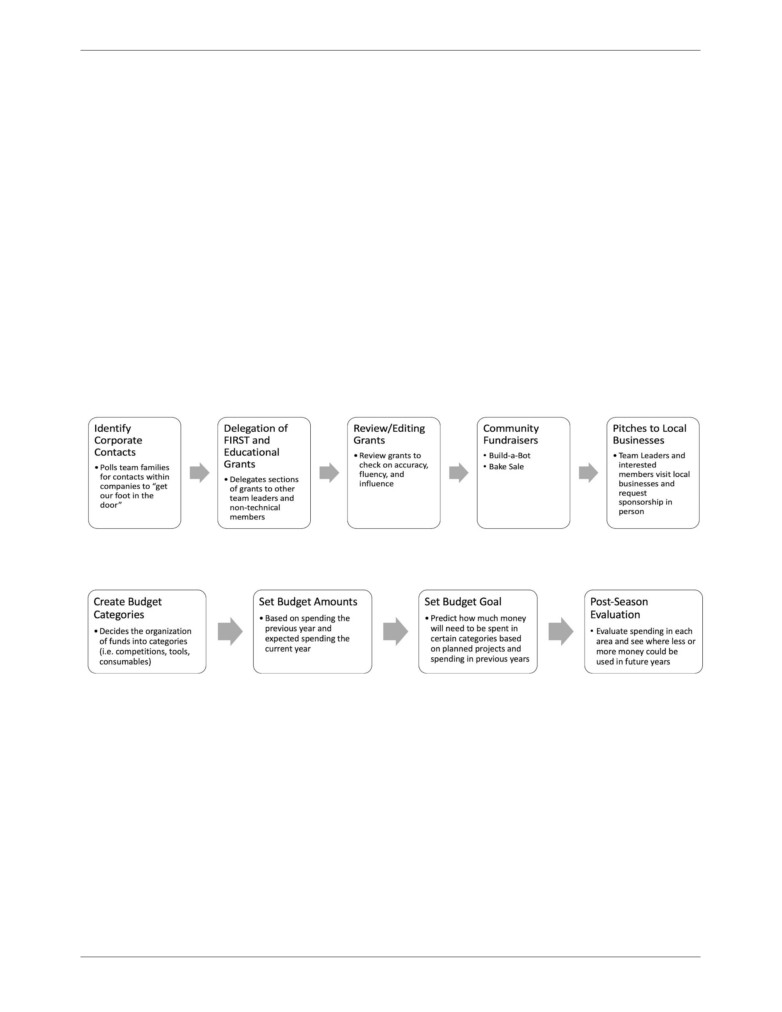 Identify
Corporate
Contacts
• Polls team families
for contacts within
companies to “get
our foot in the
door”
Delegation of
FIRST and
Educational
Grants
• Delegates sections
of grants to other
team leaders and
non-technical
members
Review/Editing
Grants
• Review grants to
check on accuracy,
fluency, and
influence
Community
Fundraisers
• Build-a-Bot
• Bake Sale
Pitches to Local
Businesses
• Team Leaders and
interested
members visit local
businesses and
request
sponsorship in
person
Create Budget
Categories
• Decides the organization
of funds into categories
(i.e. competitions, tools,
consumables)
Set Budget Amounts
• Based on spending the
previous year and
expected spending the
current year
Set Budget Goal
• Predict how much money
will need to be spent in
certain categories based
on planned projects and
spending in previous years
Post-Season
Evaluation
• Evaluate spending in each
area and see where less or
more money could be
used in future years